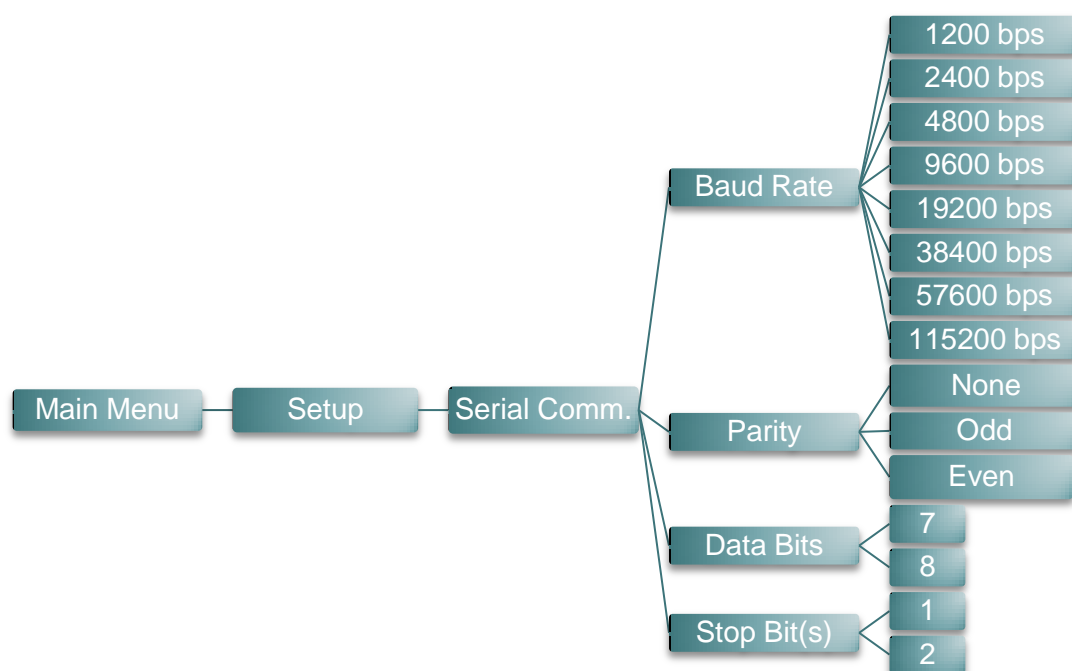 Main Menu
Setup
Serial Comm.
Baud Rate
1200 bps
2400 bps
4800 bps
9600 bps
19200 bps
38400 bps
57600 bps
115200 bps
Parity
None
Odd
Even
Data Bits
7
8
Stop Bit(s)
1
2